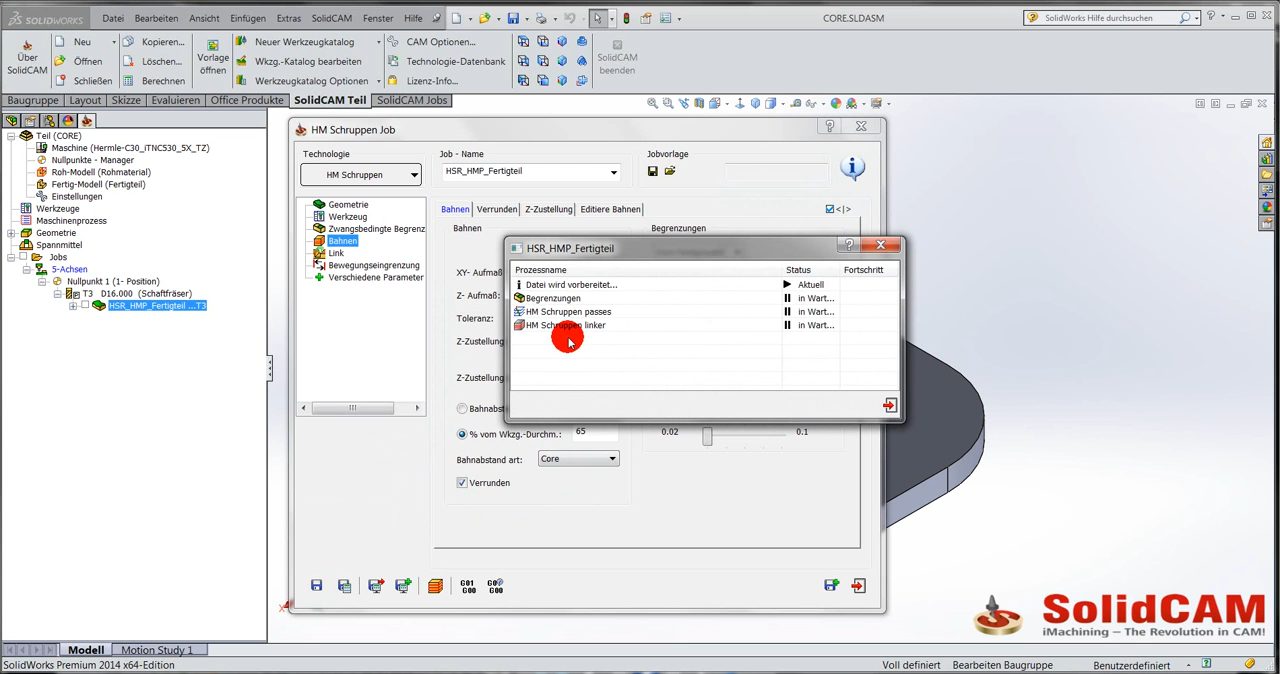 SOLIDWORKS
Datei Bearbeiten Ansicht Einfügen Extras SolidCAM Fenster Hilfe
CORE.SLDASM
SolidWorks Hilfe durchsuchen
Über SolidCAM
Neu
Öffnen
Schließen
Kopieren...
Löschen...
Berechnen
Vorlage öffnen
Neuer Werkzeugkatalog
Wkzg.-Katalog bearbeiten
Werkzeugkatalog Optionen
CAM Optionen...
Technologie-Datenbank
Lizenz-Info...
SolidCAM beenden
Baugruppe Layout Skizze Evaluieren Office Produkte SolidCAM Teil SolidCAM Jobs
Teil (CORE)
Maschine (Hermle-C30_iTNC530_5X_TZ)
Nullpunkte - Manager
Roh-Modell (Rohmaterial)
Fertig-Modell (Fertigteil)
Einstellungen
Werkzeuge
Maschinenprozess
Geometrie
Spannmittel
Jobs
5-Achsen
Nullpunkt 1 (1- Position)
T3 D16.000 (Schaftfräser)
HSR_HMP_Fertigteil ...T3
HM Schruppen Job
Technologie
HM Schruppen
Job - Name
HSR_HMP_Fertigteil
Jobvorlage
Geometrie
Werkzeug
Zwangsbedingte Begrenz
Bahnen
Link
Bewegungseingrenzung
Verschiedene Parameter
Bahnen Verrunden Z-Zustellung Editiere Bahnen
<|>
Bahnen
Begrenzungen
XY- Aufmaß
Z- Aufmaß:
Toleranz:
Z-Zustellung
Z-Zustellung
Bahnabst
% vom Wkzg.-Durchm.: 65
Bahnabstand art: Core
Verrunden
0.02 0.1
HSR_HMP_Fertigteil
Prozessname Status Fortschritt
Datei wird vorbereitet... Aktuell
Begrenzungen in Wart...
HM Schruppen passes in Wart...
HM Schruppen linker in Wart...
G01 G00
G0 G00
SolidCAM
iMachining – The Revolution in CAM!
Modell Motion Study 1
SolidWorks Premium 2014 x64-Edition
Voll definiert Bearbeiten Baugruppe Benutzerdefiniert